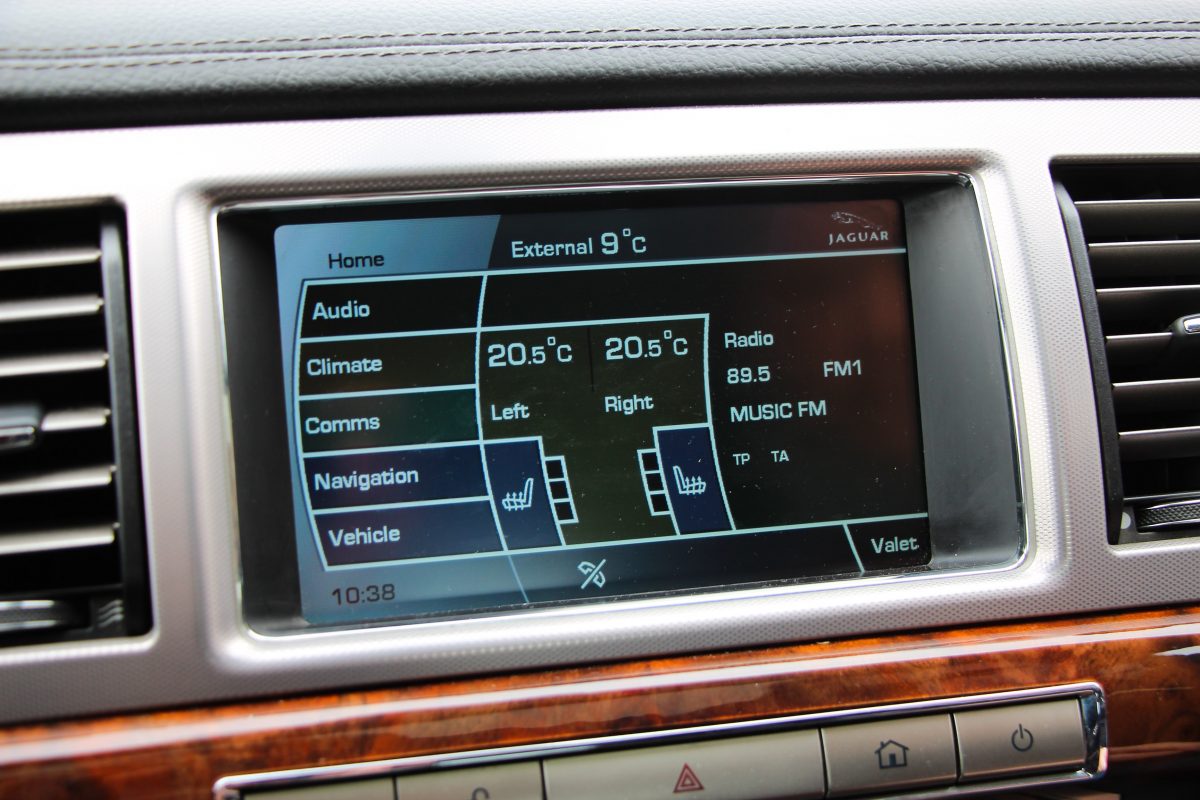 Home
External 9°C
JAGUAR
Audio
Climate
Comms
Navigation
Vehicle
20.5°C
20.5°C
Left
Right
Radio
89.5
FM1
MUSIC FM
TP TA
Valet
10:38